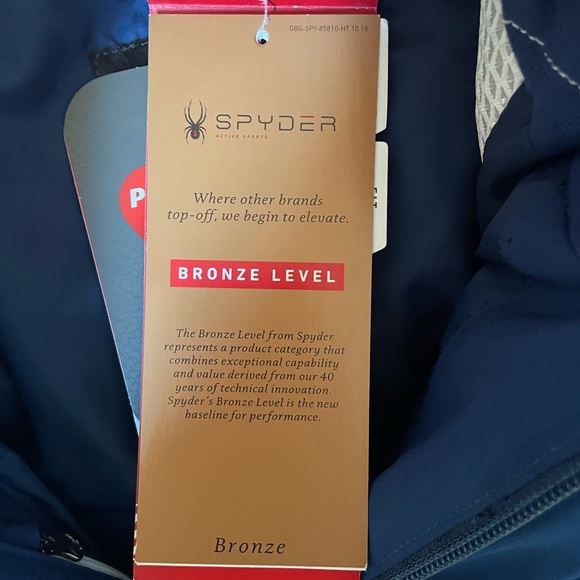 GBG-SPY-85810-HT 10.18
SPYDER
ACTIVE SPORTS
Where other brands
top-off, we begin to elevate.
BRONZE LEVEL
The Bronze Level from Spyder
represents a product category that
combines exceptional capability
and value derived from our 40
years of technical innovation.
Spyder's Bronze Level is the new
baseline for performance.
Bronze
P